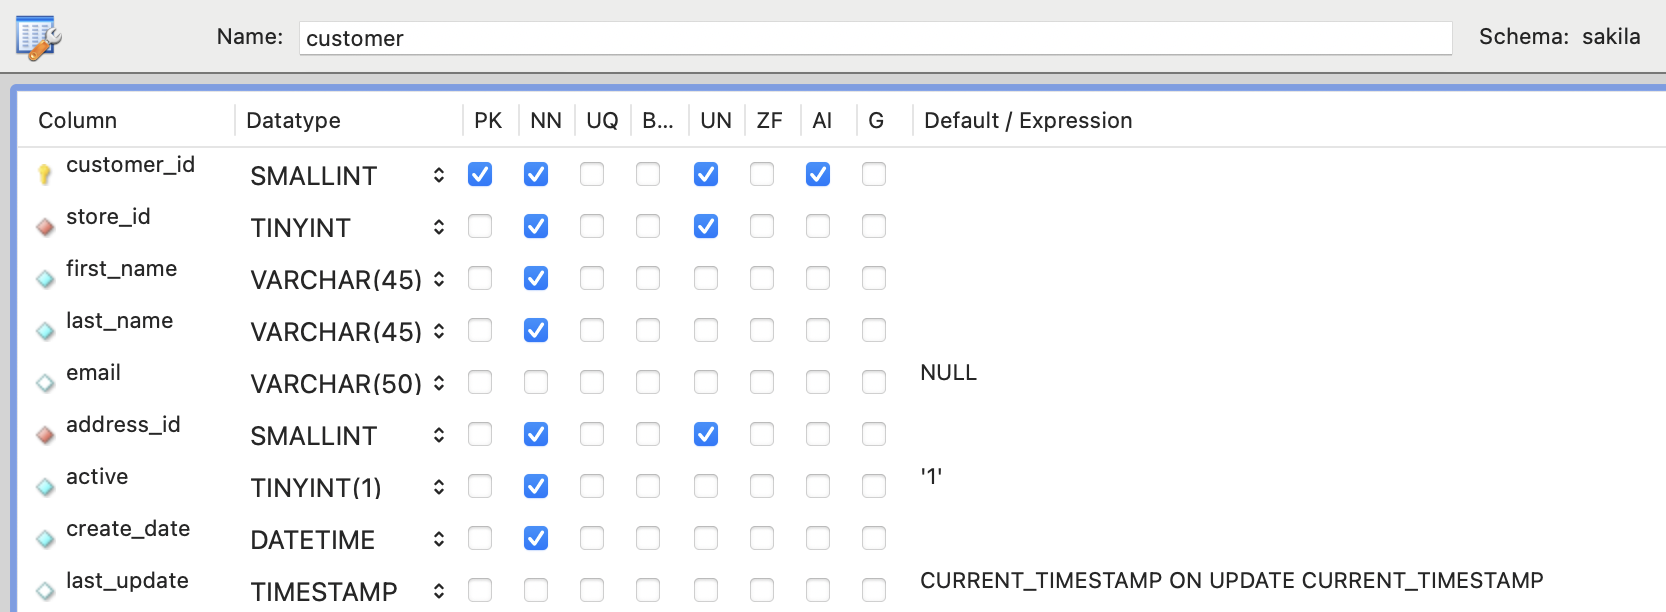 Name: customer Schema: sakila
Column Datatype PK NN UQ B... UN ZF AI G Default / Expression
customer_id SMALLINT
store_id TINYINT
first_name VARCHAR(45)
last_name VARCHAR(45)
email VARCHAR(50) NULL
address_id SMALLINT
active TINYINT(1) '1'
create_date DATETIME
last_update TIMESTAMP CURRENT_TIMESTAMP ON UPDATE CURRENT_TIMESTAMP